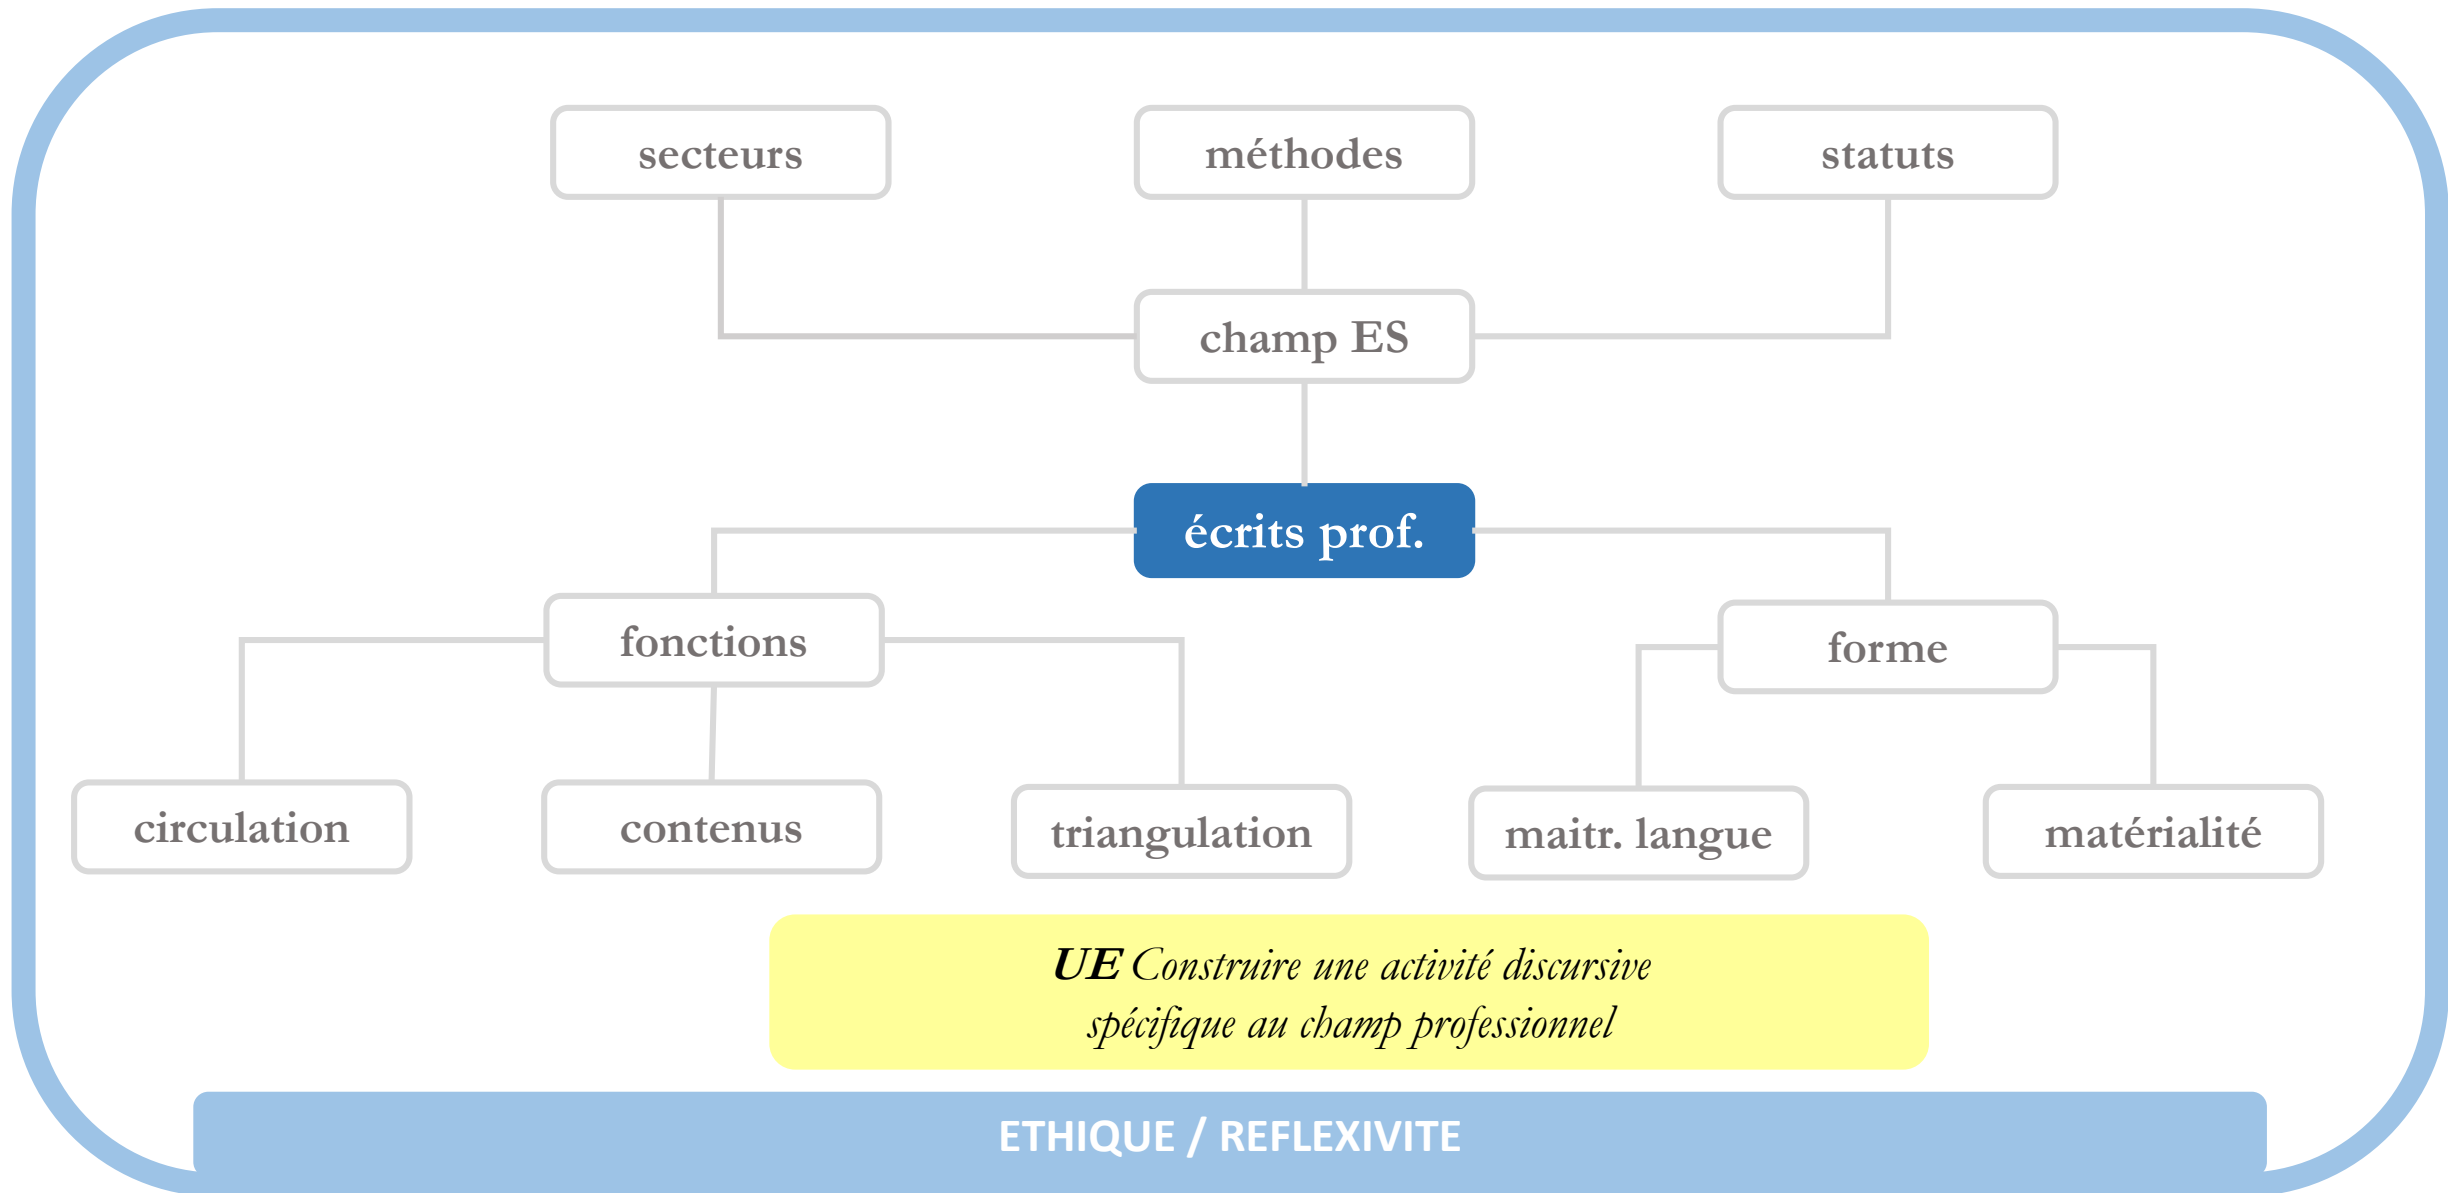 secteurs
méthodes
statuts
champ ES
écrits prof.
fonctions
forme
circulation
contenus
triangulation
maitr. langue
matérialité
UE Construire une activité discursive
spécifique au champ professionnel
ETHIQUE / REFLEXIVITE